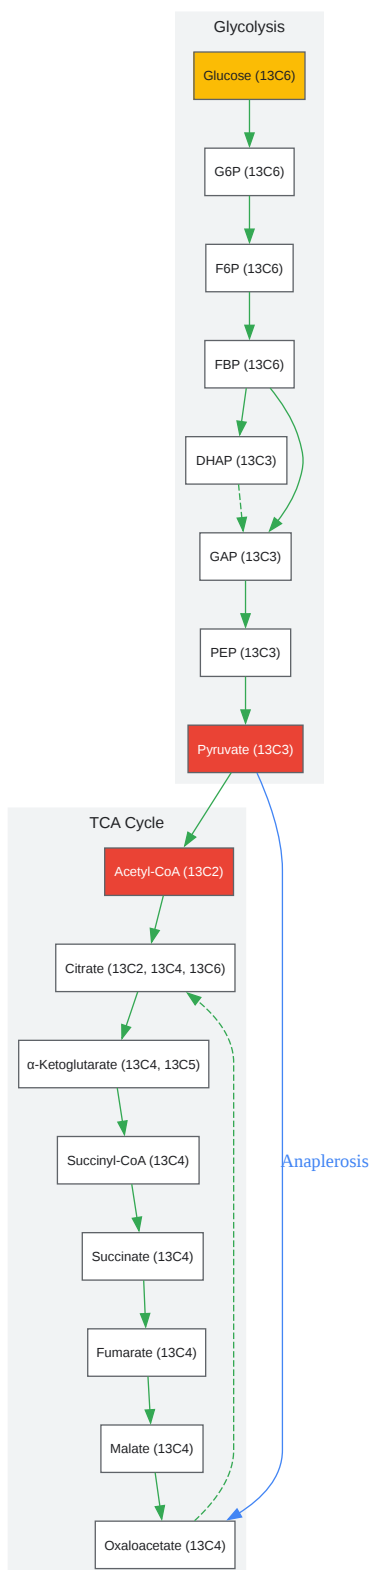 Glycolysis
Glucose (13C6)
G6P (13C6)
F6P (13C6)
FBP (13C6)
DHAP (13C3)
GAP (13C3)
PEP (13C3)
Pyruvate (13C3)
TCA Cycle
Acetyl-CoA (13C2)
Citrate (13C2, 13C4, 13C6)
α-Ketoglutarate (13C4, 13C5)
Succinyl-CoA (13C4)
Anaplerosis
Succinate (13C4)
Fumarate (13C4)
Malate (13C4)
Oxaloacetate (13C4)